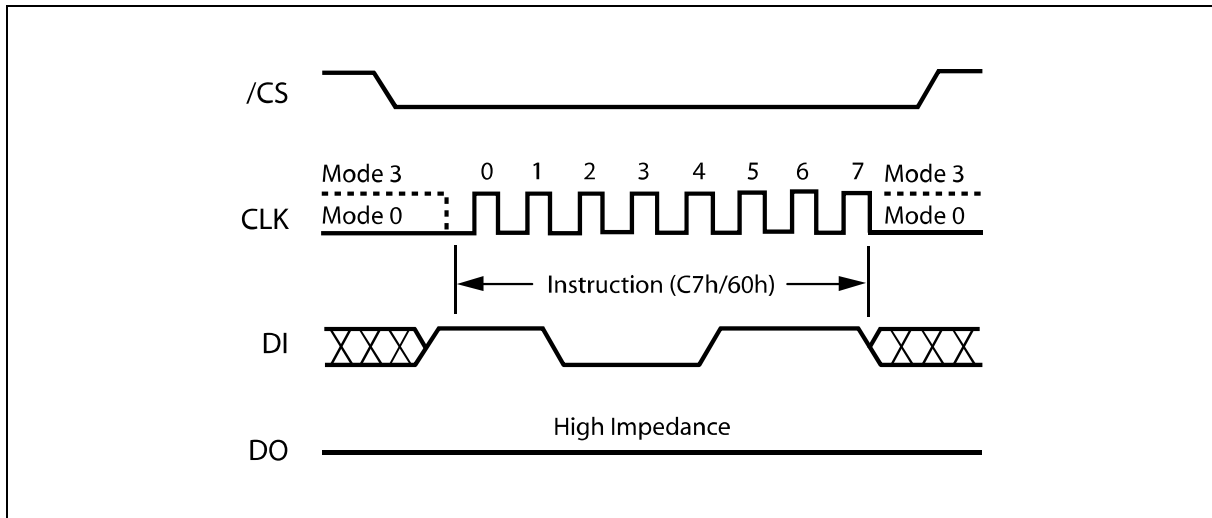 /CS
Mode 3 0 1 2 3 4 5 6 7 Mode 3
CLK Mode 0 Mode 0
Instruction (C7h/60h)
DI
High Impedance
DO